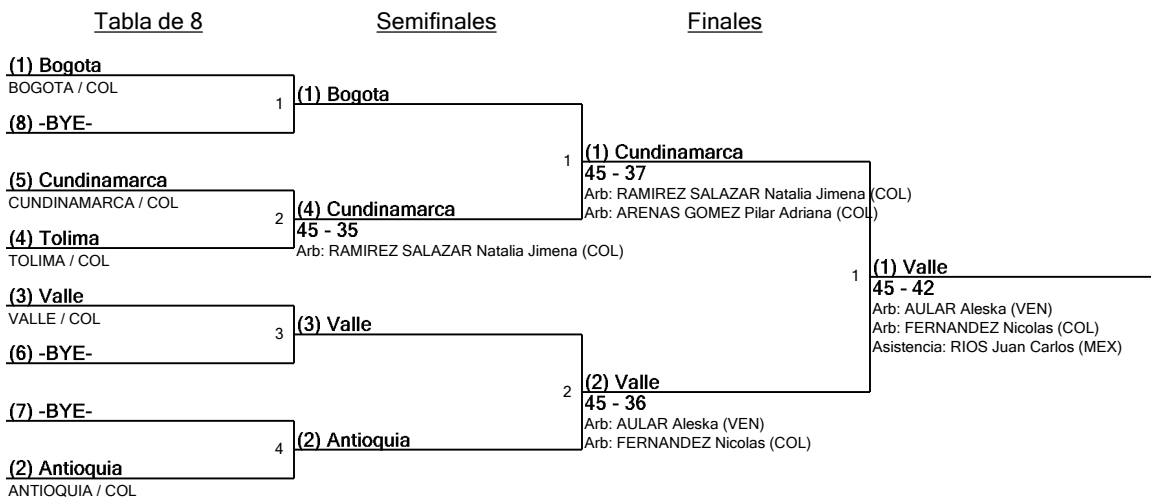 Tabla de 8
Semifinales
Finales
(1) Bogota
BOGOTA / COL
1
(8) -BYE-
(1) Bogota
(5) Cundinamarca
CUNDINAMARCA / COL
2
(4) Tolima
TOLIMA / COL
(4) Cundinamarca
45 - 35
Arb: RAMIREZ SALAZAR Natalia Jimena (COL)
1
(1) Cundinamarca
45 - 37
Arb: RAMIREZ SALAZAR Natalia Jimena (COL)
Arb: ARENAS GOMEZ Pilar Adriana (COL)
(3) Valle
VALLE / COL
3
(6) -BYE-
(3) Valle
(7) -BYE-
4
(2) Antioquia
ANTIOQUIA / COL
(2) Antioquia
2
(2) Valle
45 - 36
Arb: AULAR Aleska (VEN)
Arb: FERNANDEZ Nicolas (COL)
1
(1) Valle
45 - 42
Arb: AULAR Aleska (VEN)
Arb: FERNANDEZ Nicolas (COL)
Asistencia: RIOS Juan Carlos (MEX)